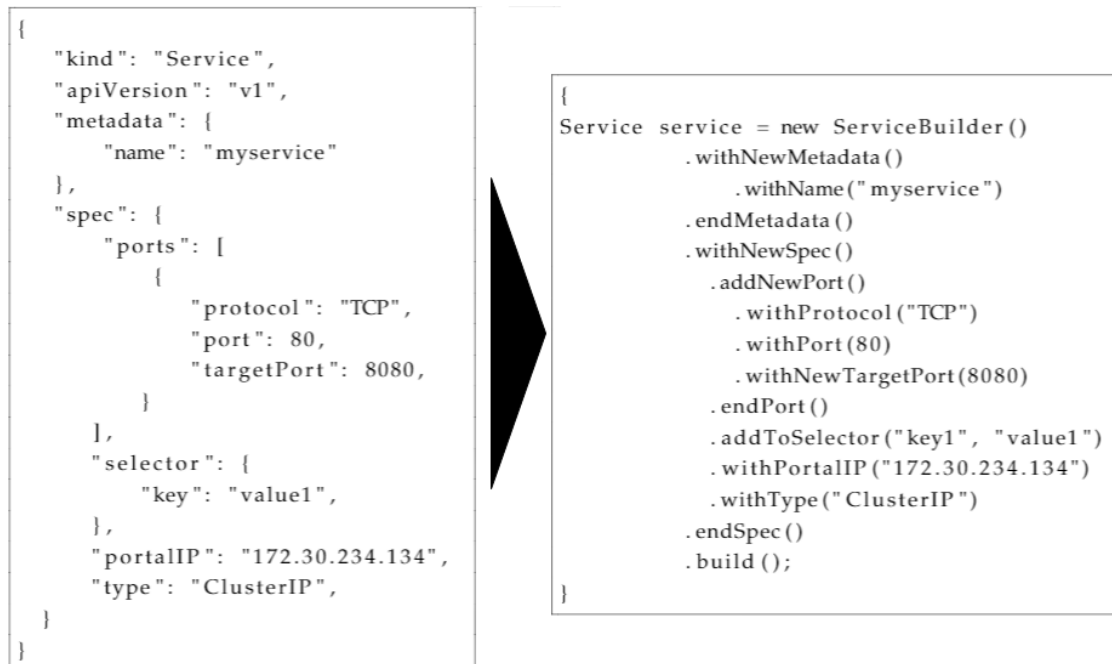 {
"kind": "Service",
"apiVersion": "v1",
"metadata": {
"name": "myservice"
},
"spec": {
"ports": [
{
"protocol": "TCP",
"port": 80,
"targetPort": 8080,
}
],
"selector": {
"key": "value1",
},
"portalIP": "172.30.234.134",
"type": "ClusterIP",
}
}
{
Service service = new ServiceBuilder()
.withNewMetadata()
.withName("myservice")
.endMetadata()
.withNewSpec()
.addNewPort()
.withProtocol("TCP")
.withPort(80)
.withNewTargetPort(8080)
.endPort()
.addToSelector("key1", "value1")
.withPortalIP("172.30.234.134")
.withType("ClusterIP")
.endSpec()
.build();
}